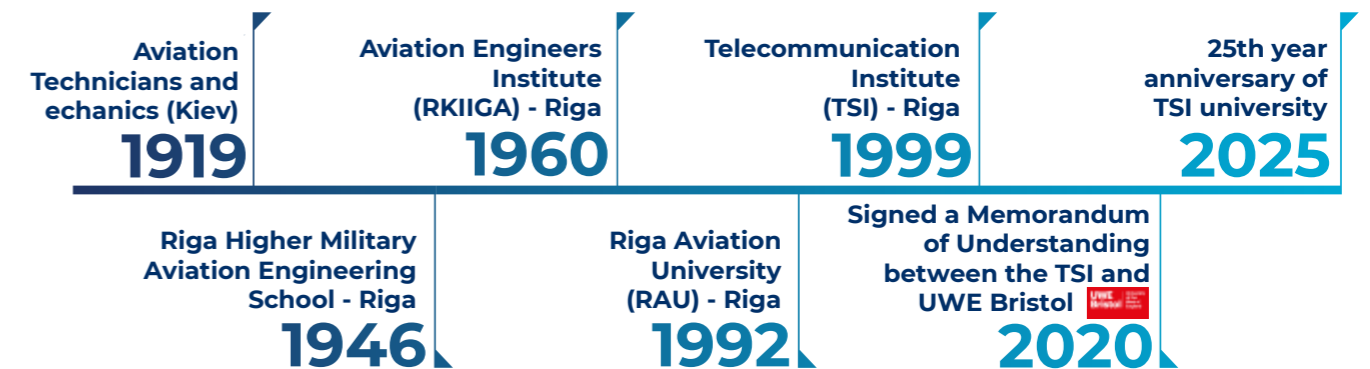 Aviation
Technicians and
echanics (Kiev)
1919
Riga Higher Military
Aviation Engineering
School - Riga
1946
Aviation Engineers
Institute
(RKIIGA) - Riga
1960
Riga Aviation
University
(RAU) - Riga
1992
Telecommunication
Institute
(TSI) - Riga
1999
Signed a Memorandum
of Understanding
between the TSI and
UWE Bristol
UWE
Bristol
2020
25th year
anniversary of
TSI university
2025